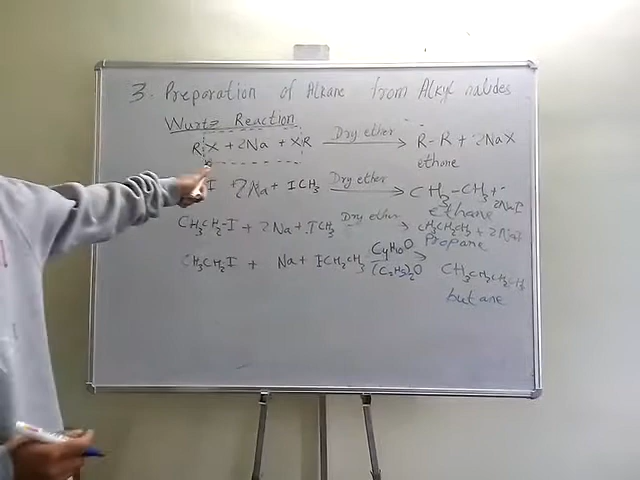 3. Preparation of Alkane from Alkyl halides
Wurtz Reaction
R X + 2Na + X R Dry ether → R-R + 2NaX
ethane
I + 2Na + ICH₃ Dry ether → CH₃-CH₃ + 2NaI
ethane
CH₃CH₂-I + 2Na + ICH₃ Dry ether → CH₃CH₂CH₃ + 2NaI
Propane
CH₃CH₂I + Na + ICH₂CH₃ C₄H₁₀O (C₂H₅)₂O → CH₃CH₂CH₂CH₃
butane